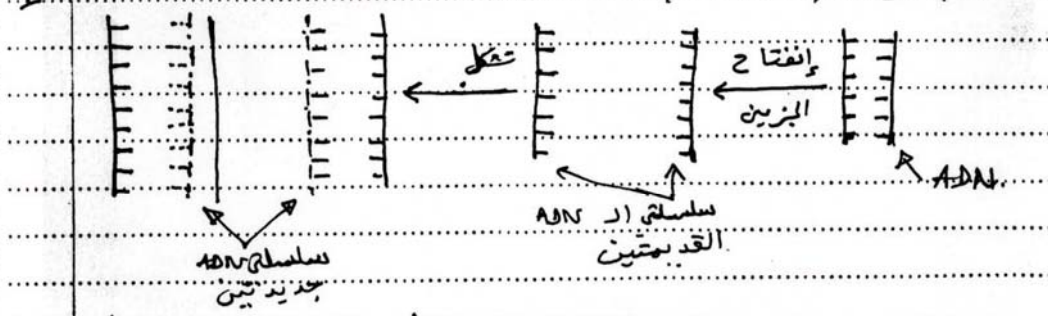 إنفتاح
الجزيئ
تشكل
ADN.
سلسلتي الـ ADN
القديمتين.
سلسلتي ADN
جديدتين